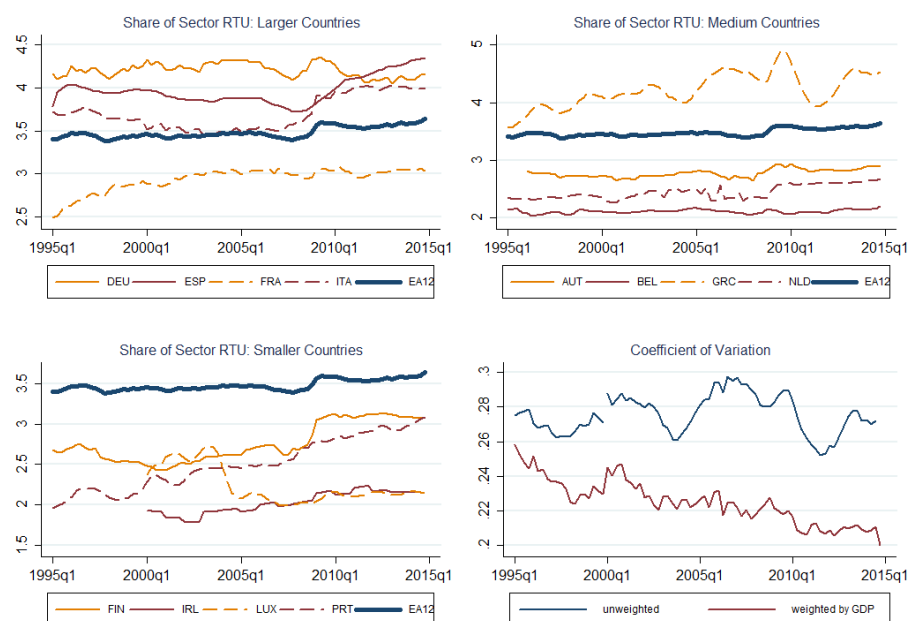 Share of Sector RTU: Larger Countries
4.5
4
3.5
3
2.5
1995q1 2000q1 2005q1 2010q1 2015q1
DEU ESP FRA ITA EA12
Share of Sector RTU: Medium Countries
5
4
3
2
1995q1 2000q1 2005q1 2010q1 2015q1
AUT BEL GRC NLD EA12
Share of Sector RTU: Smaller Countries
3.5
3
2.5
2
1.5
1995q1 2000q1 2005q1 2010q1 2015q1
FIN IRL LUX PRT EA12
Coefficient of Variation
.3
.28
.26
.24
.22
.2
1995q1 2000q1 2005q1 2010q1 2015q1
unweighted weighted by GDP